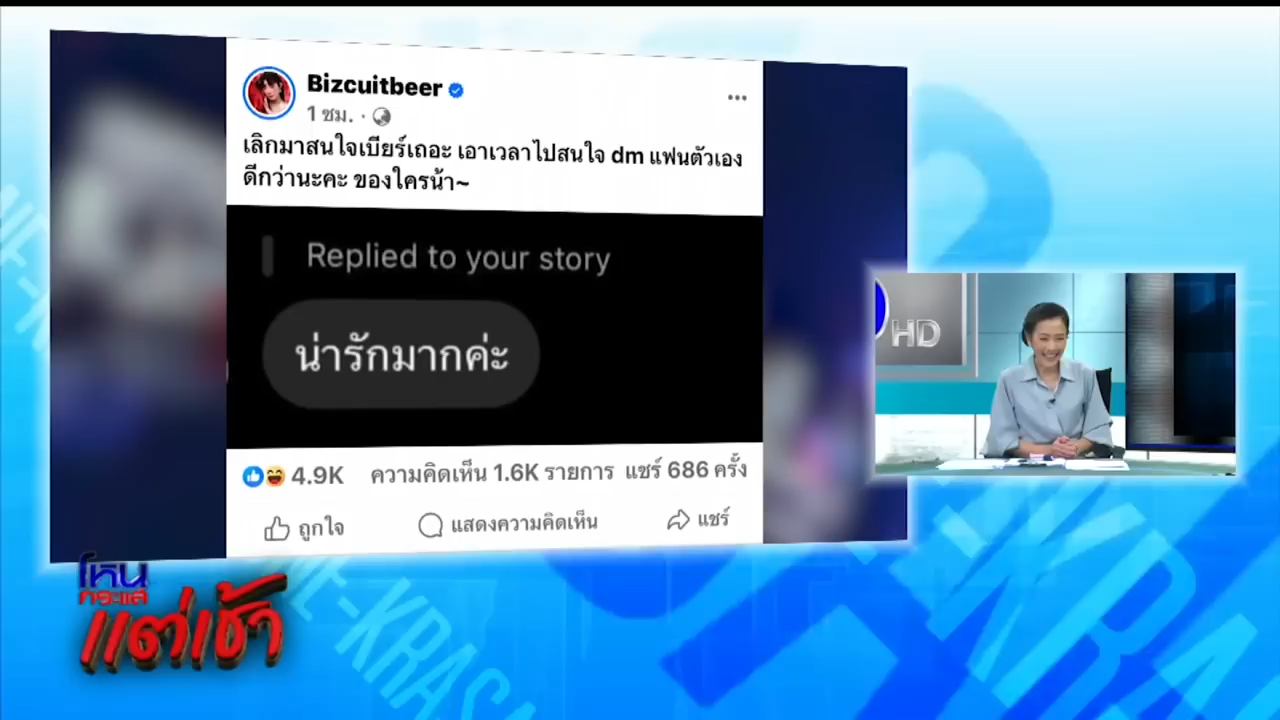 Bizcuitbeer
1 ชม.
เลิกมาสนใจเบียร์เถอะ เอาเวลาไปสนใจ dm แฟนตัวเอง
ดีกว่านะคะ ของใครน้า~
Replied to your story
น่ารักมากค่ะ
4.9K ความคิดเห็น 1.6K รายการ แชร์ 686 ครั้ง
ถูกใจ แสดงความคิดเห็น แชร์
HD
โหน
กระแส
แต่เช้า